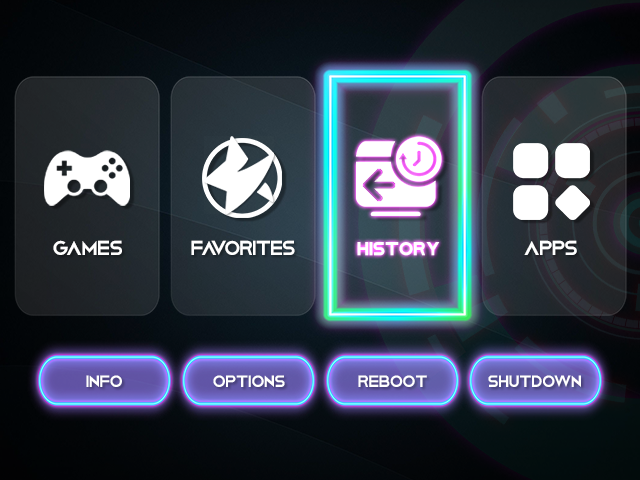 GAMES
FAVORITES
HISTORY
APPS
INFO
OPTIONS
REBOOT
SHUTDOWN